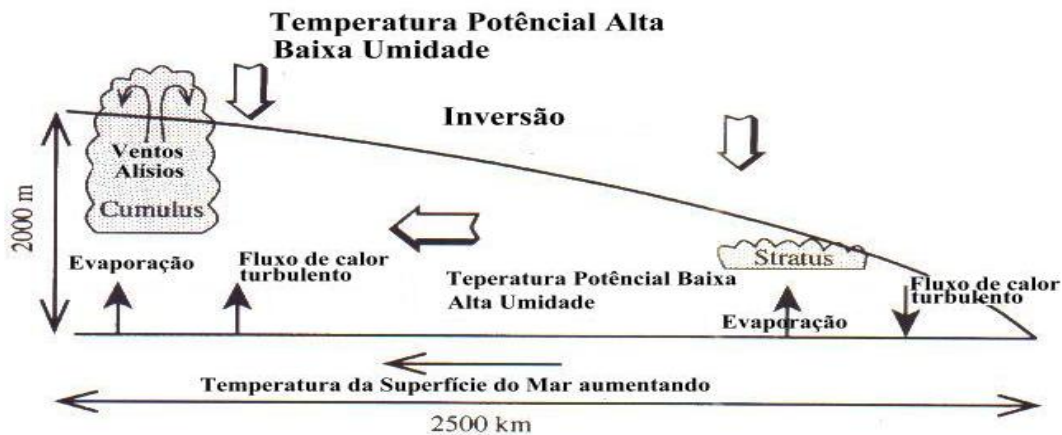 Temperatura Potêncial Alta
Baixa Umidade
Inversão
Ventos
Alísios
Cumulus
2000 m
Evaporação
Fluxo de calor
turbulento
Teperatura Potêncial Baixa
Alta Umidade
Stratus
Evaporação
Fluxo de calor
turbulento
Temperatura da Superfície do Mar aumentando
2500 km